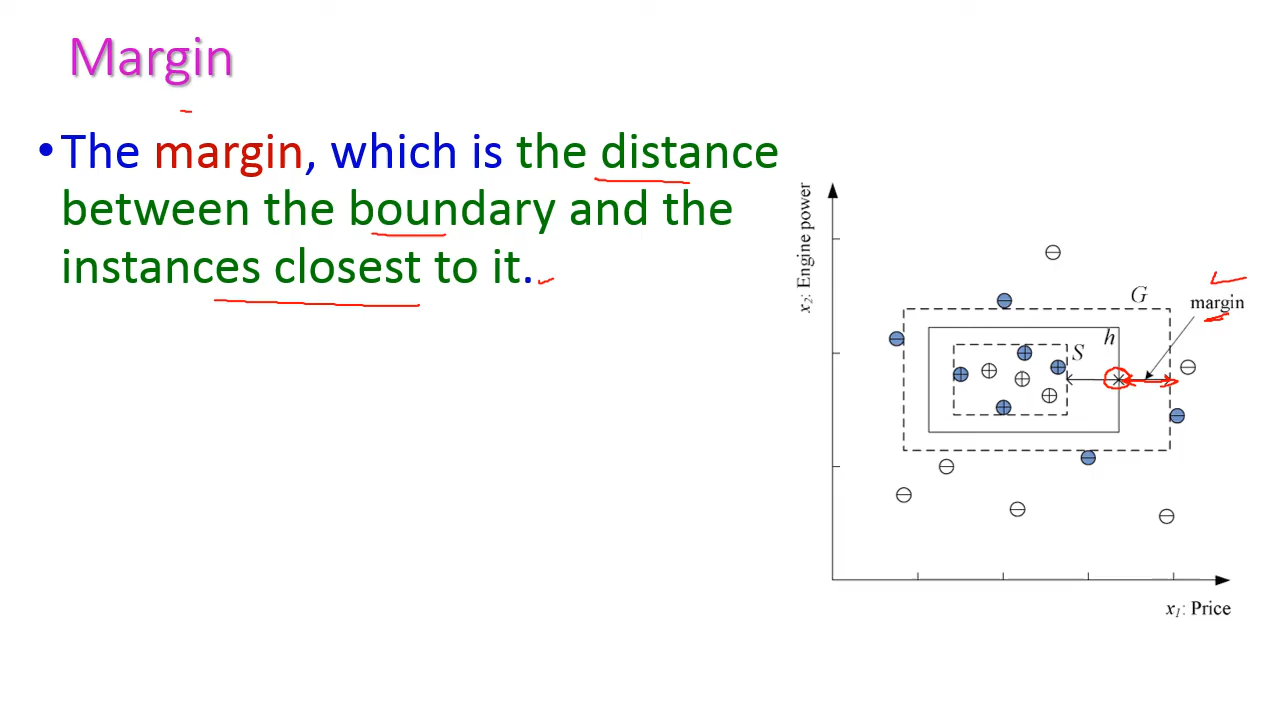 Margin
•The margin, which is the distance
between the boundary and the
instances closest to it.
x2: Engine power
G
margin
h
S
x1: Price